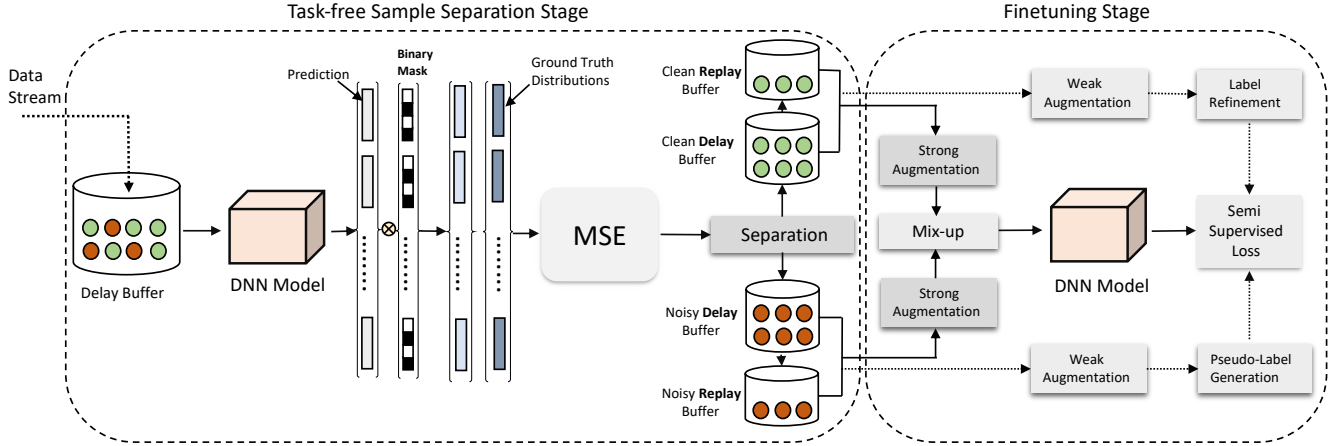 Task-free Sample Separation Stage
Finetuning Stage
Data
Stream
Delay Buffer
DNN Model
Prediction
Binary
Mask
Ground Truth
Distributions
MSE
Separation
Clean Replay
Buffer
Clean Delay
Buffer
Noisy Delay
Buffer
Noisy Replay
Buffer
Strong
Augmentation
Mix-up
Strong
Augmentation
DNN Model
Weak
Augmentation
Label
Refinement
Semi
Supervised
Loss
Weak
Augmentation
Pseudo-Label
Generation